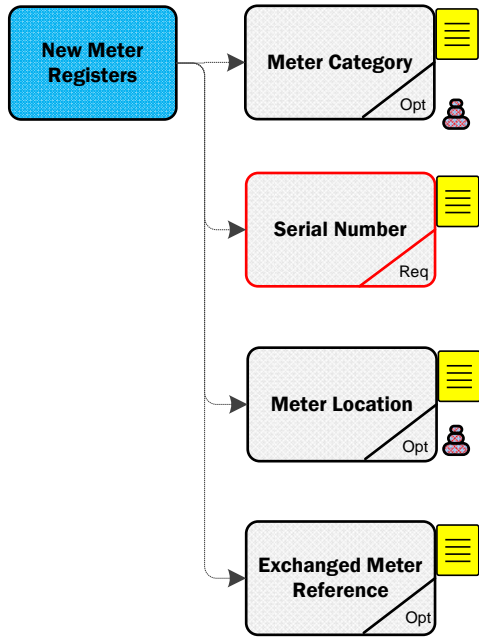 New Meter
Registers
Meter Category
Opt
Serial Number
Req
Meter Location
Opt
Exchanged Meter
Reference
Opt